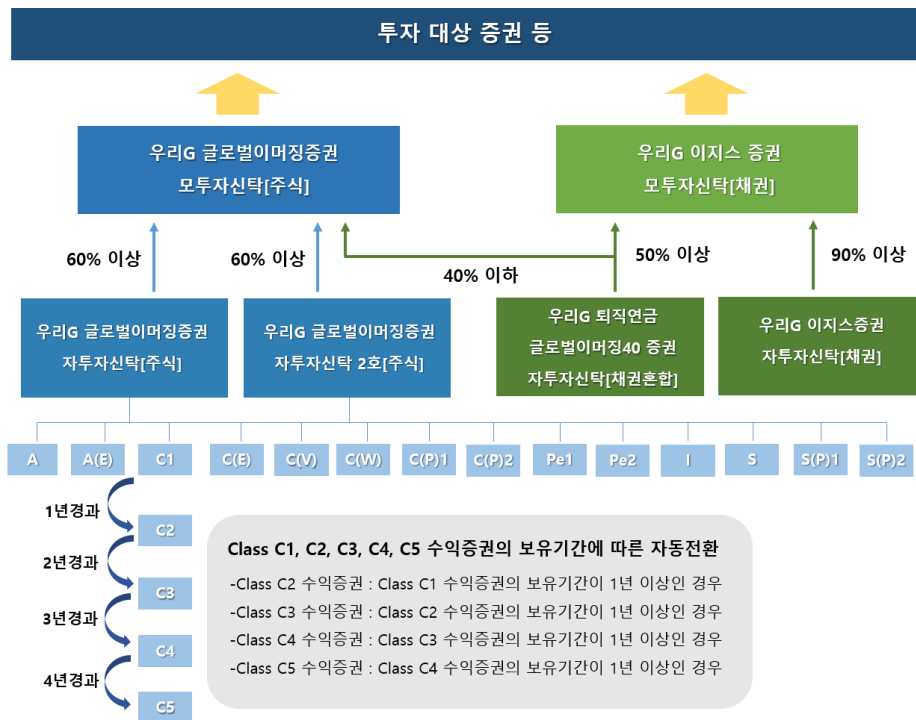 투자 대상 증권 등
우리G 글로벌이머징증권
모투자신탁[주식]
우리G 이지스 증권
모투자신탁[채권]
60% 이상
60% 이상
40% 이하
50% 이상
90% 이상
우리G 글로벌이머징증권
자투자신탁[주식]
우리G 글로벌이머징증권
자투자신탁 2호[주식]
우리G 퇴직연금
글로벌이머징40 증권
자투자신탁[채권혼합]
우리G 이지스증권
자투자신탁[채권]
A
A(E)
C1
C(E)
C(V)
C(W)
C(P)1
C(P)2
Pe1
Pe2
I
S
S(P)1
S(P)2
1년경과
C2
2년경과
C3
3년경과
C4
4년경과
C5
Class C1, C2, C3, C4, C5 수익증권의 보유기간에 따른 자동전환
-Class C2 수익증권 : Class C1 수익증권의 보유기간이 1년 이상인 경우
-Class C3 수익증권 : Class C2 수익증권의 보유기간이 1년 이상인 경우
-Class C4 수익증권 : Class C3 수익증권의 보유기간이 1년 이상인 경우
-Class C5 수익증권 : Class C4 수익증권의 보유기간이 1년 이상인 경우